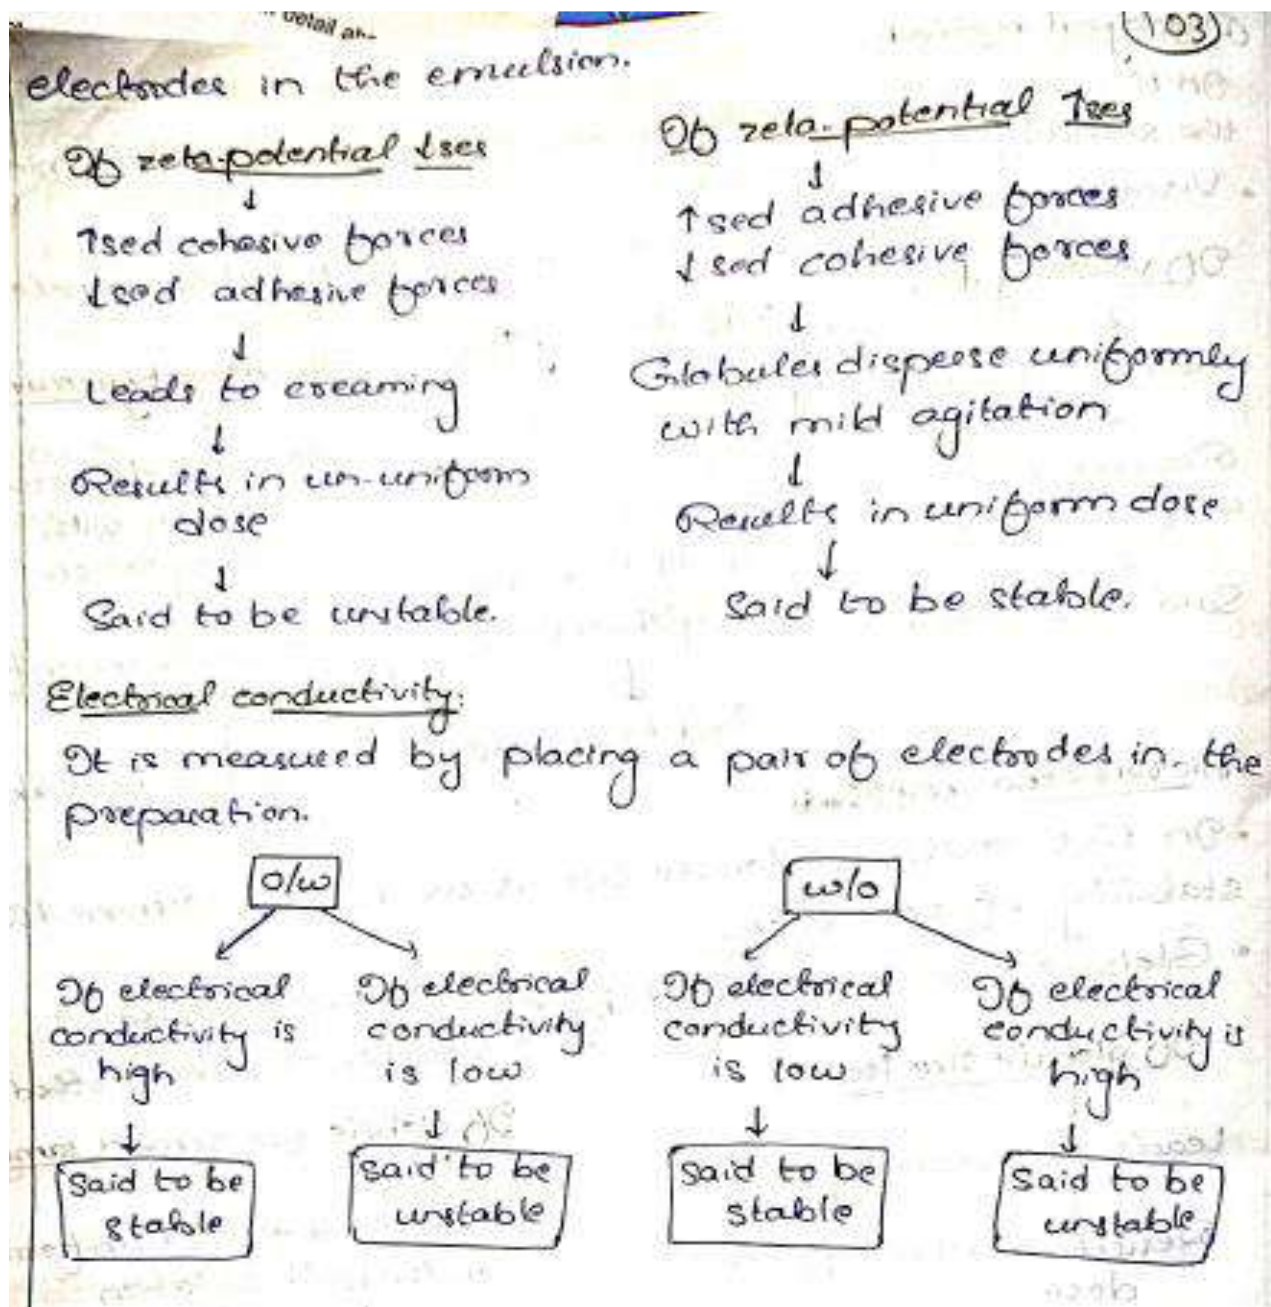 detail
103
electrodes in the emulsion.
If zeta-potential ↓ses
↓
↑sed cohesive forces
↓sed adhesive forces
↓
Leads to creaming
↓
Results in un-uniform
dose
↓
Said to be unstable.
If zeta-potential ↑ses
↓
↑sed adhesive forces
↓sed cohesive forces
↓
Globules disperse uniformly
with mild agitation
↓
Results in uniform dose
↓
Said to be stable.
Electrical conductivity:
It is measured by placing a pair of electrodes in the
preparation.
o/w
If electrical
conductivity is
high
↓
Said to be
stable
If electrical
conductivity
is low
↓
Said to be
unstable
w/o
If electrical
conductivity
is low
↓
Said to be
stable
If electrical
conductivity is
high
↓
Said to be
unstable